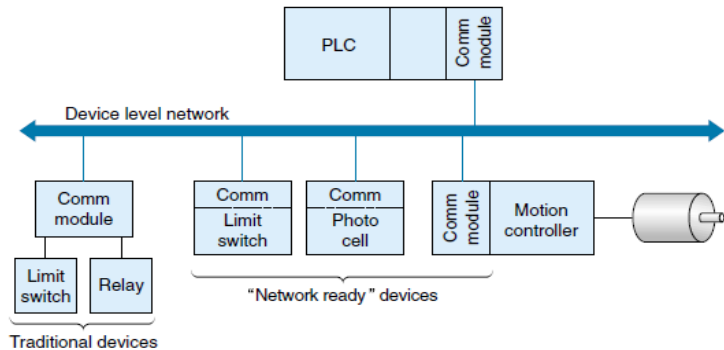 PLC
Comm
module
Device level network
Comm
module
Limit
switch
Relay
Traditional devices
Comm
Limit
switch
Comm
Photo
cell
Comm
module
Motion
controller
“Network ready” devices